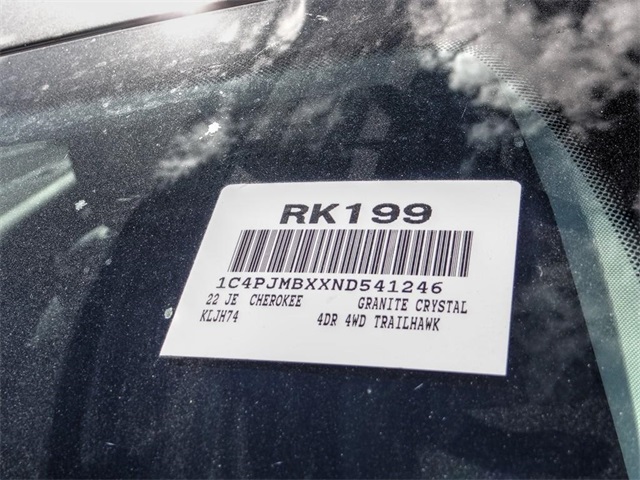 RK199
1C4PJMBXXND541246
22 JE CHEROKEE GRANITE CRYSTAL
KLJH74 4DR 4WD TRAILHAWK